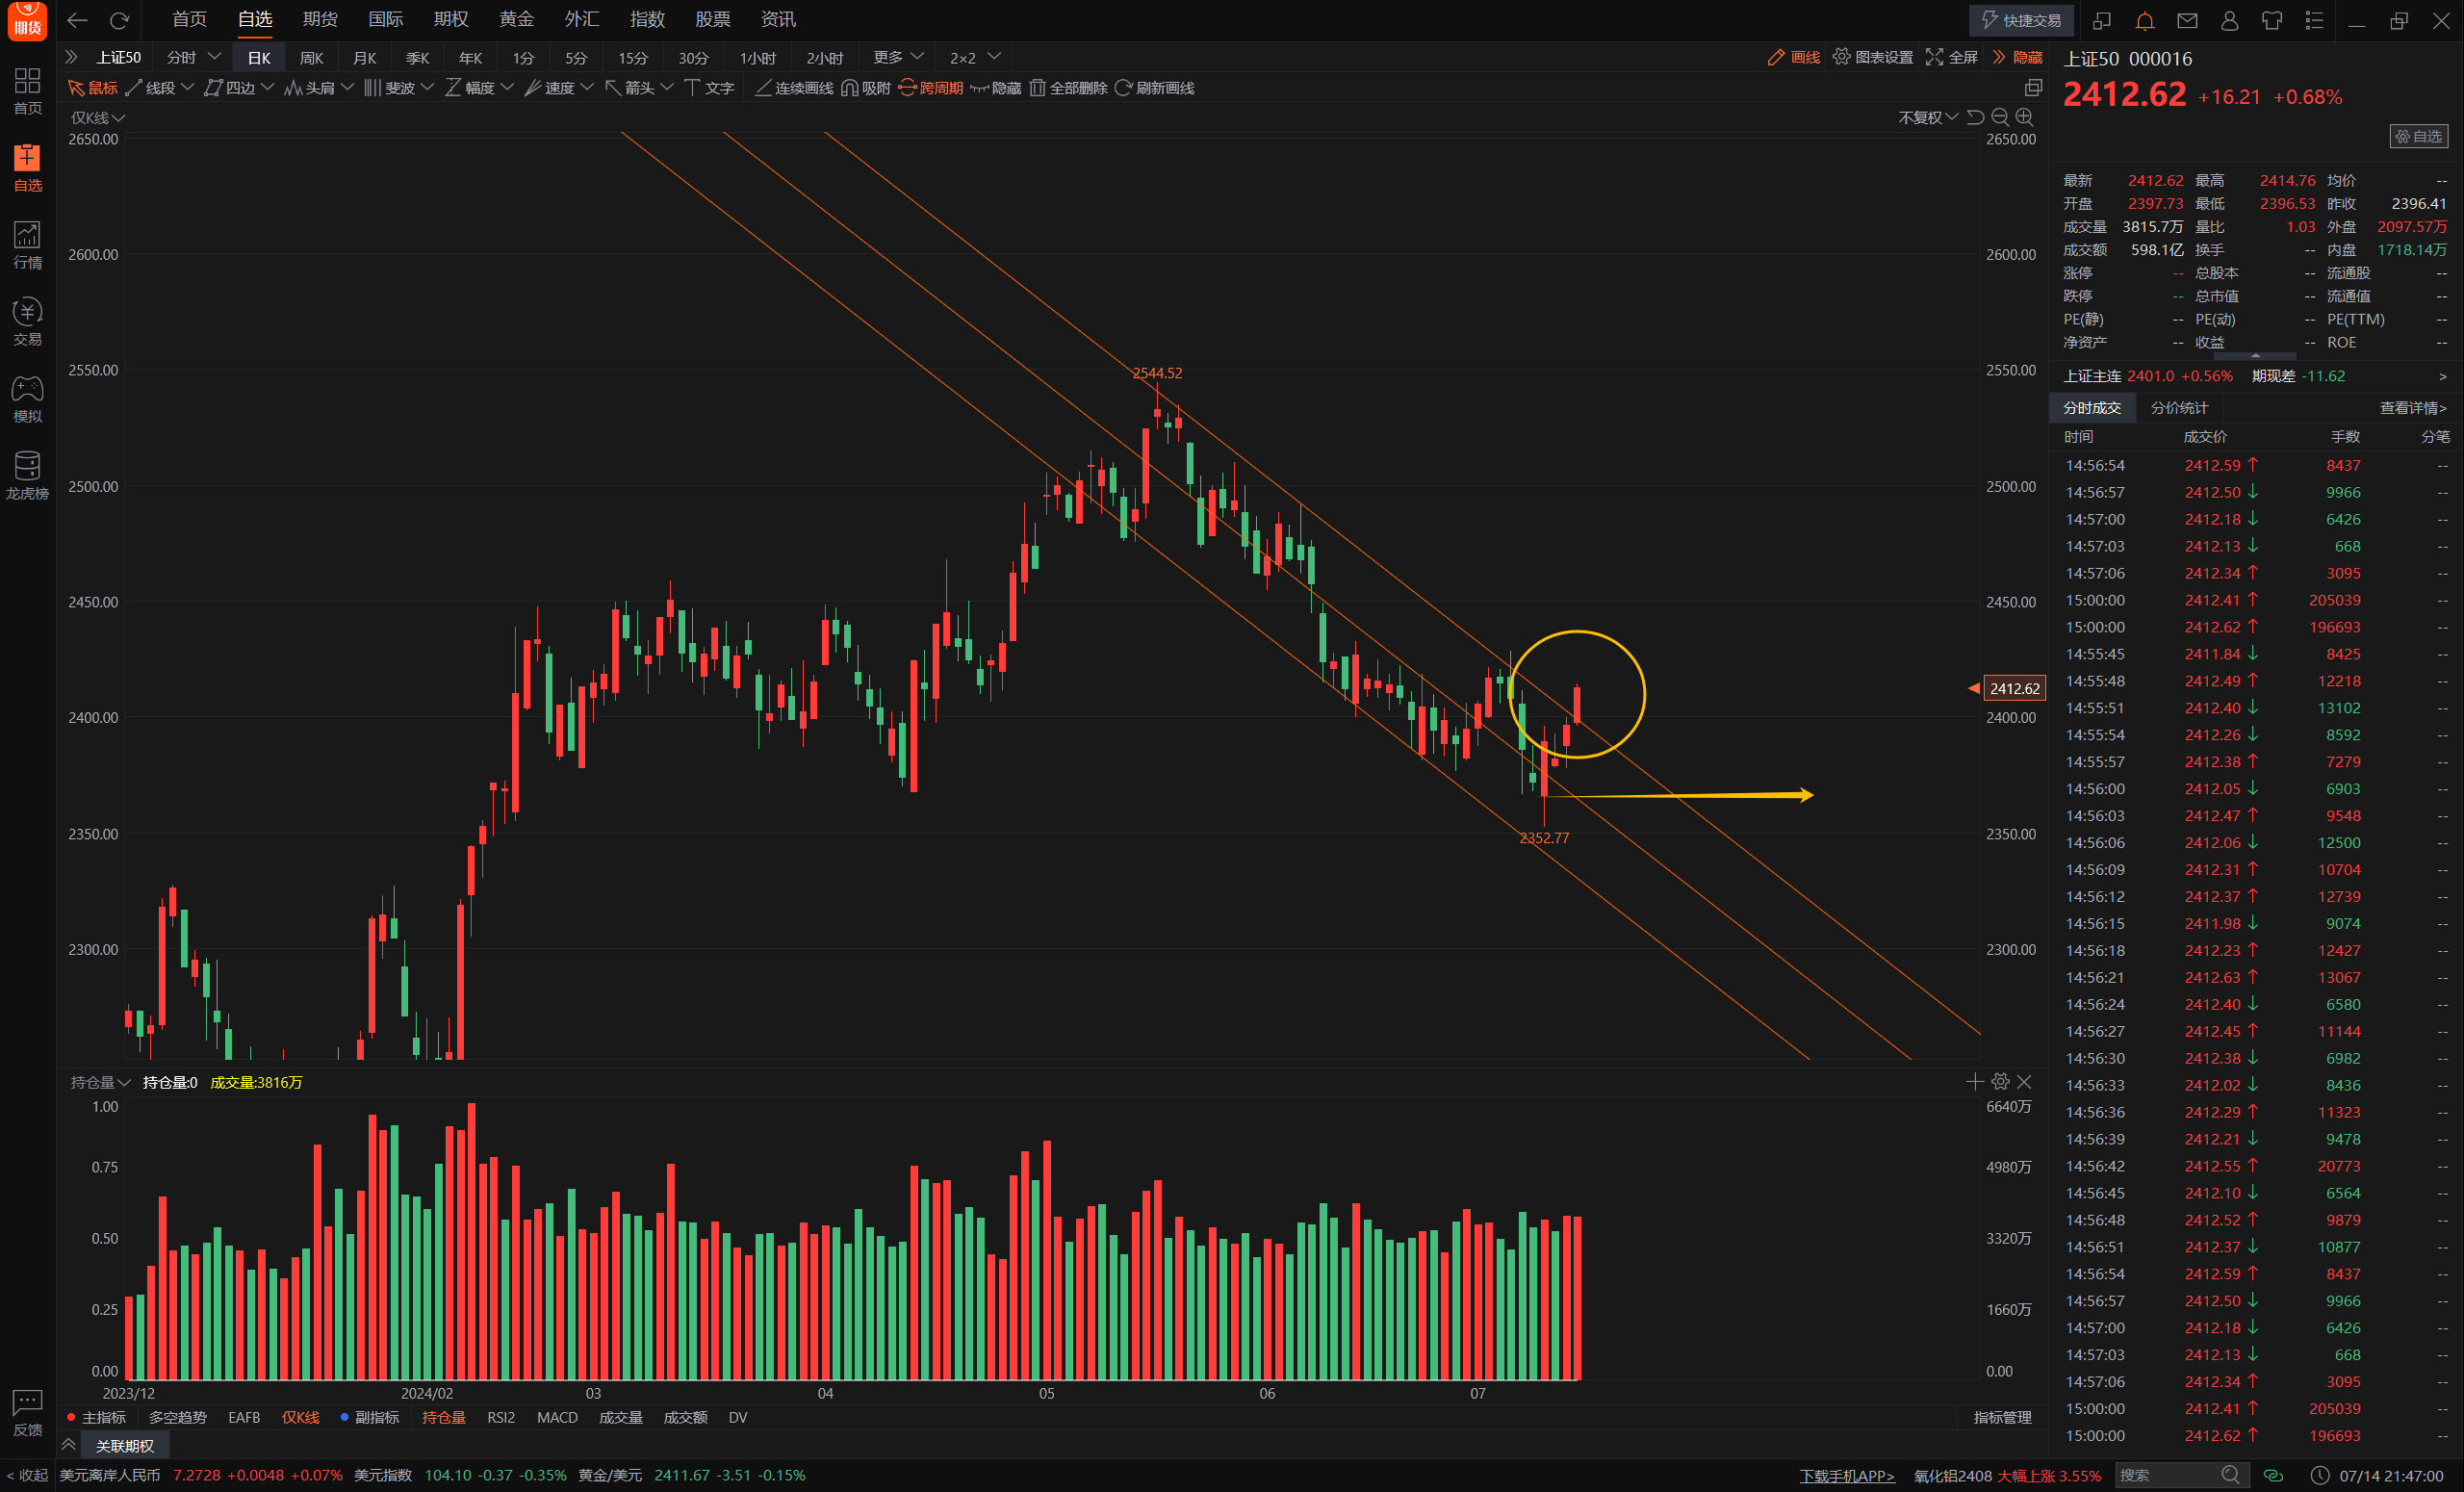 期货
首页 自选 期货 国际 期权 黄金 外汇 指数 股票 资讯
快捷交易
首页
自选
行情
交易
模拟
龙虎榜
反馈
上证50 分时 日K 周K 月K 季K 年K 1分 5分 15分 30分 1小时 2小时 更多 2×2
画线 图表设置 全屏 隐藏
鼠标 线段 四边 头肩 斐波 幅度 速度 箭头 文字 连续画线 吸附 跨周期 隐藏 全部删除 刷新画线
仅K线
不复权
2650.00 2650.00
2600.00 2600.00
2550.00 2550.00
2544.52
2500.00 2500.00
2450.00 2450.00
2412.62
2400.00 2400.00
2350.00 2350.00
2352.77
2300.00 2300.00
持仓量 持仓量:0 成交量:3816万
1.00 6640万
0.75 4980万
0.50 3320万
0.25 1660万
0.00 0.00
2023/12 2024/02 03 04 05 06 07
主指标 多空趋势 EAFB 仅K线 副指标 持仓量 RSI2 MACD 成交量 成交额 DV
指标管理
关联期权
上证50 000016
2412.62 +16.21 +0.68%
自选
最新 2412.62 最高 2414.76 均价 --
开盘 2397.73 最低 2396.53 昨收 2396.41
成交量 3815.7万 量比 1.03 外盘 2097.57万
成交额 598.1亿 换手 -- 内盘 1718.14万
涨停 -- 总股本 -- 流通股 --
跌停 -- 总市值 -- 流通值 --
PE(静) -- PE(动) -- PE(TTM) --
净资产 -- 收益 -- ROE --
上证主连 2401.0 +0.56% 期现差 -11.62 >
分时成交 分价统计 查看详情>
时间 成交价 手数 分笔
14:56:54 2412.59 ↑ 8437 --
14:56:57 2412.50 ↓ 9966 --
14:57:00 2412.18 ↓ 6426 --
14:57:03 2412.13 ↓ 668 --
14:57:06 2412.34 ↑ 3095 --
15:00:00 2412.41 ↑ 205039 --
15:00:00 2412.62 ↑ 196693 --
14:55:45 2411.84 ↓ 8425 --
14:55:48 2412.49 ↑ 12218 --
14:55:51 2412.40 ↓ 13102 --
14:55:54 2412.26 ↓ 8592 --
14:55:57 2412.38 ↑ 7279 --
14:56:00 2412.05 ↓ 6903 --
14:56:03 2412.47 ↑ 9548 --
14:56:06 2412.06 ↓ 12500 --
14:56:09 2412.31 ↑ 10704 --
14:56:12 2412.37 ↑ 12739 --
14:56:15 2411.98 ↓ 9074 --
14:56:18 2412.23 ↑ 12427 --
14:56:21 2412.63 ↑ 13067 --
14:56:24 2412.40 ↓ 6580 --
14:56:27 2412.45 ↑ 11144 --
14:56:30 2412.38 ↓ 6982 --
14:56:33 2412.02 ↓ 8436 --
14:56:36 2412.29 ↑ 11323 --
14:56:39 2412.21 ↓ 9478 --
14:56:42 2412.55 ↑ 20773 --
14:56:45 2412.10 ↓ 6564 --
14:56:48 2412.52 ↑ 9879 --
14:56:51 2412.37 ↓ 10877 --
14:56:54 2412.59 ↑ 8437 --
14:56:57 2412.50 ↓ 9966 --
14:57:00 2412.18 ↓ 6426 --
14:57:03 2412.13 ↓ 668 --
14:57:06 2412.34 ↑ 3095 --
15:00:00 2412.41 ↑ 205039 --
15:00:00 2412.62 ↑ 196693 --
< 收起 美元离岸人民币 7.2728 +0.0048 +0.07% 美元指数 104.10 -0.37 -0.35% 黄金/美元 2411.67 -3.51 -0.15%
下载手机APP> 氧化铝2408 大幅上涨 3.55% 搜索 07/14 21:47:00